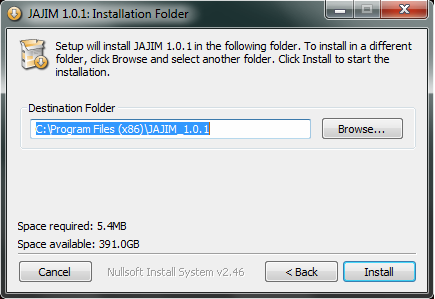 JAJIM 1.0.1: Installation Folder
Setup will install JAJIM 1.0.1 in the following folder. To install in a different
folder, click Browse and select another folder. Click Install to start the
installation.
Destination Folder
C:\Program Files (x86)\JAJIM_1.0.1
Browse...
Space required: 5.4MB
Space available: 391.0GB
Cancel Nullsoft Install System v2.46 < Back Install